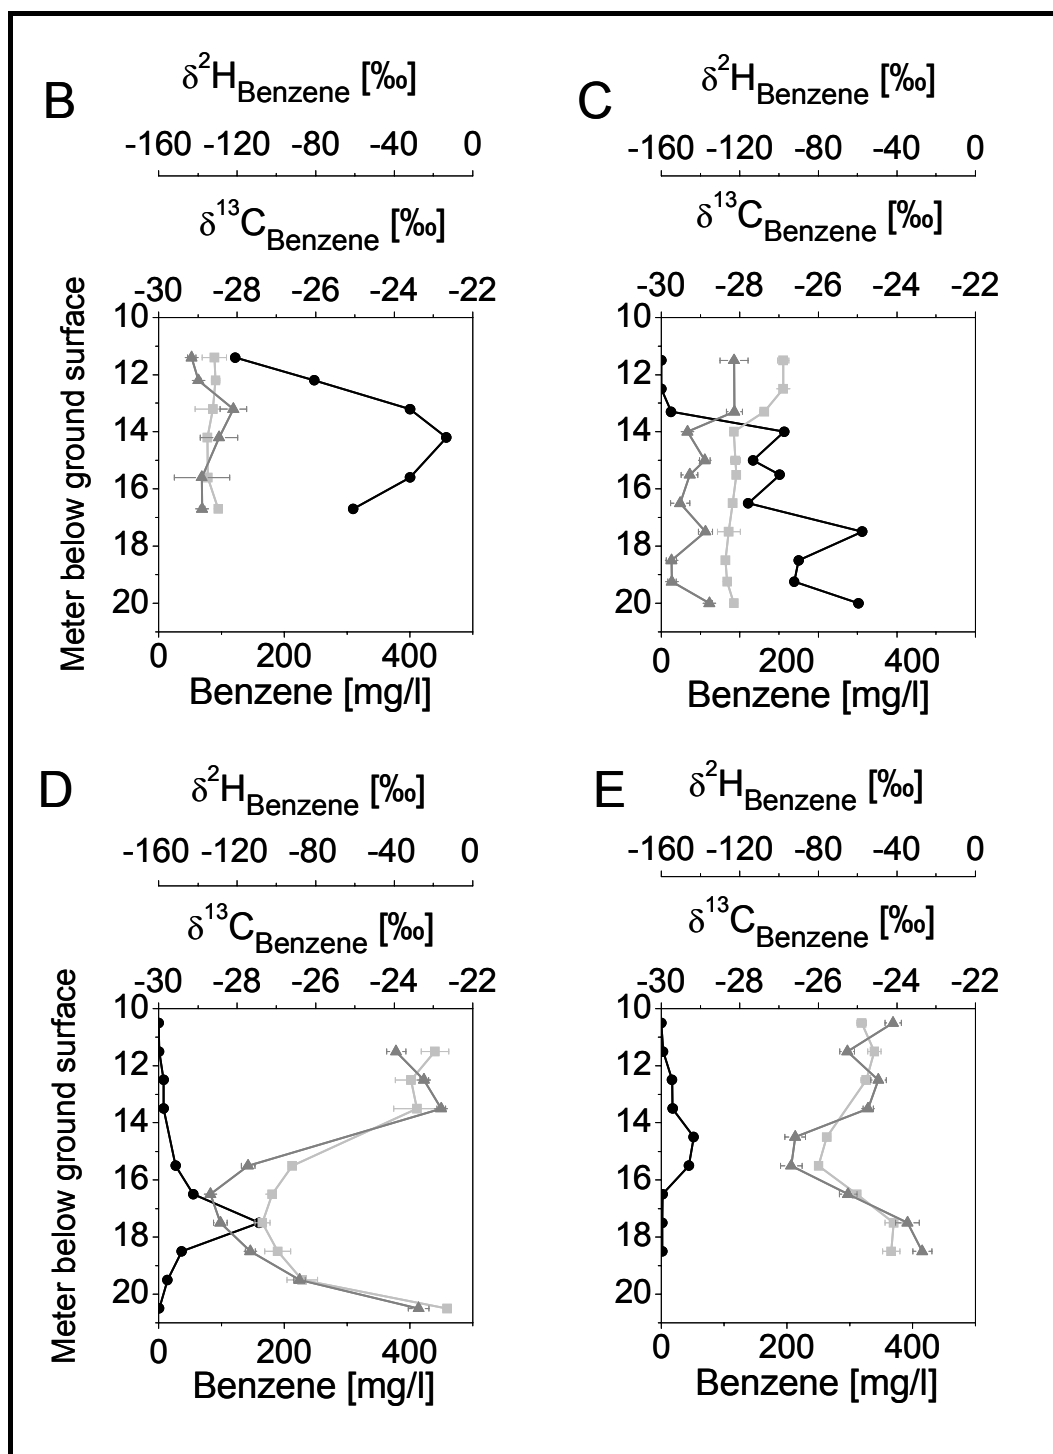 B
δ2HBenzene [‰]
-160 -120 -80 -40 0
δ13CBenzene [‰]
-30 -28 -26 -24 -22
Meter below ground surface
10
12
14
16
18
20
0 200 400
Benzene [mg/l]
C
δ2HBenzene [‰]
-160 -120 -80 -40 0
δ13CBenzene [‰]
-30 -28 -26 -24 -22
10
12
14
16
18
20
0 200 400
Benzene [mg/l]
D
δ2HBenzene [‰]
-160 -120 -80 -40 0
δ13CBenzene [‰]
-30 -28 -26 -24 -22
Meter below ground surface
10
12
14
16
18
20
0 200 400
Benzene [mg/l]
E
δ2HBenzene [‰]
-160 -120 -80 -40 0
δ13CBenzene [‰]
-30 -28 -26 -24 -22
10
12
14
16
18
20
0 200 400
Benzene [mg/l]